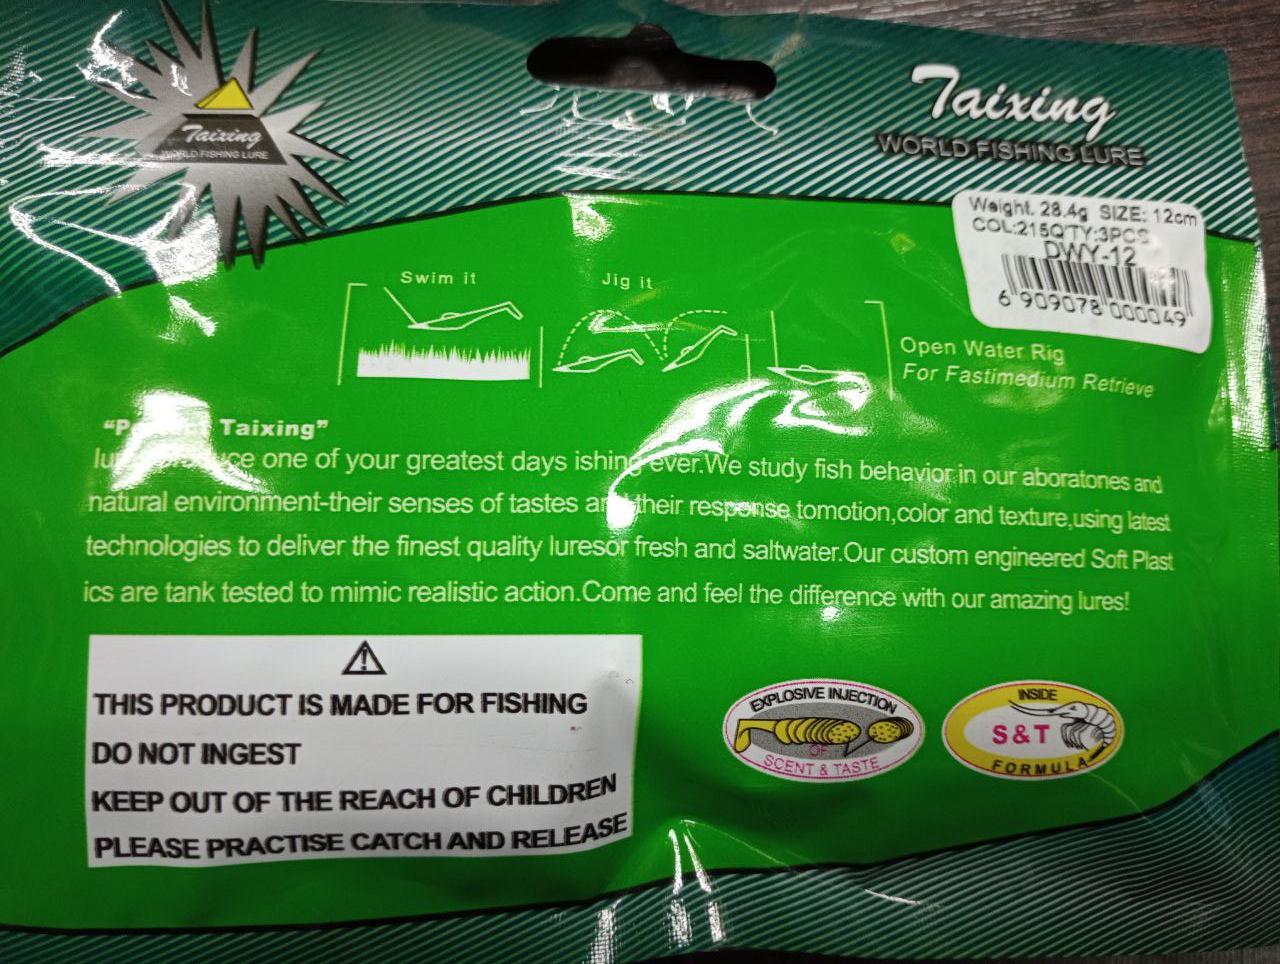 Taixing
WORLD FISHING LURE
Taixing
WORLD FISHING LURE
Weight. 28.4g SIZE: 12cm
COL:215Q'TY:3PCS
DWY-12
6 909078 000049
Swim it
Jig it
Open Water Rig
For Fastimedium Retrieve
Taixing”
one of your greatest days ishing ever.We study fish behavior in our aboratones and
natural environment-their senses of tastes and their response tomotion,color and texture,using latest
technologies to deliver the finest quality luresor fresh and saltwater.Our custom engineered Soft Plast
ics are tank tested to mimic realistic action.Come and feel the difference with our amazing lures!
THIS PRODUCT IS MADE FOR FISHING
DO NOT INGEST
KEEP OUT OF THE REACH OF CHILDREN
PLEASE PRACTISE CATCH AND RELEASE
EXPLOSIVE INJECTION
OF
SCENT & TASTE
INSIDE
S & T
FORMULA